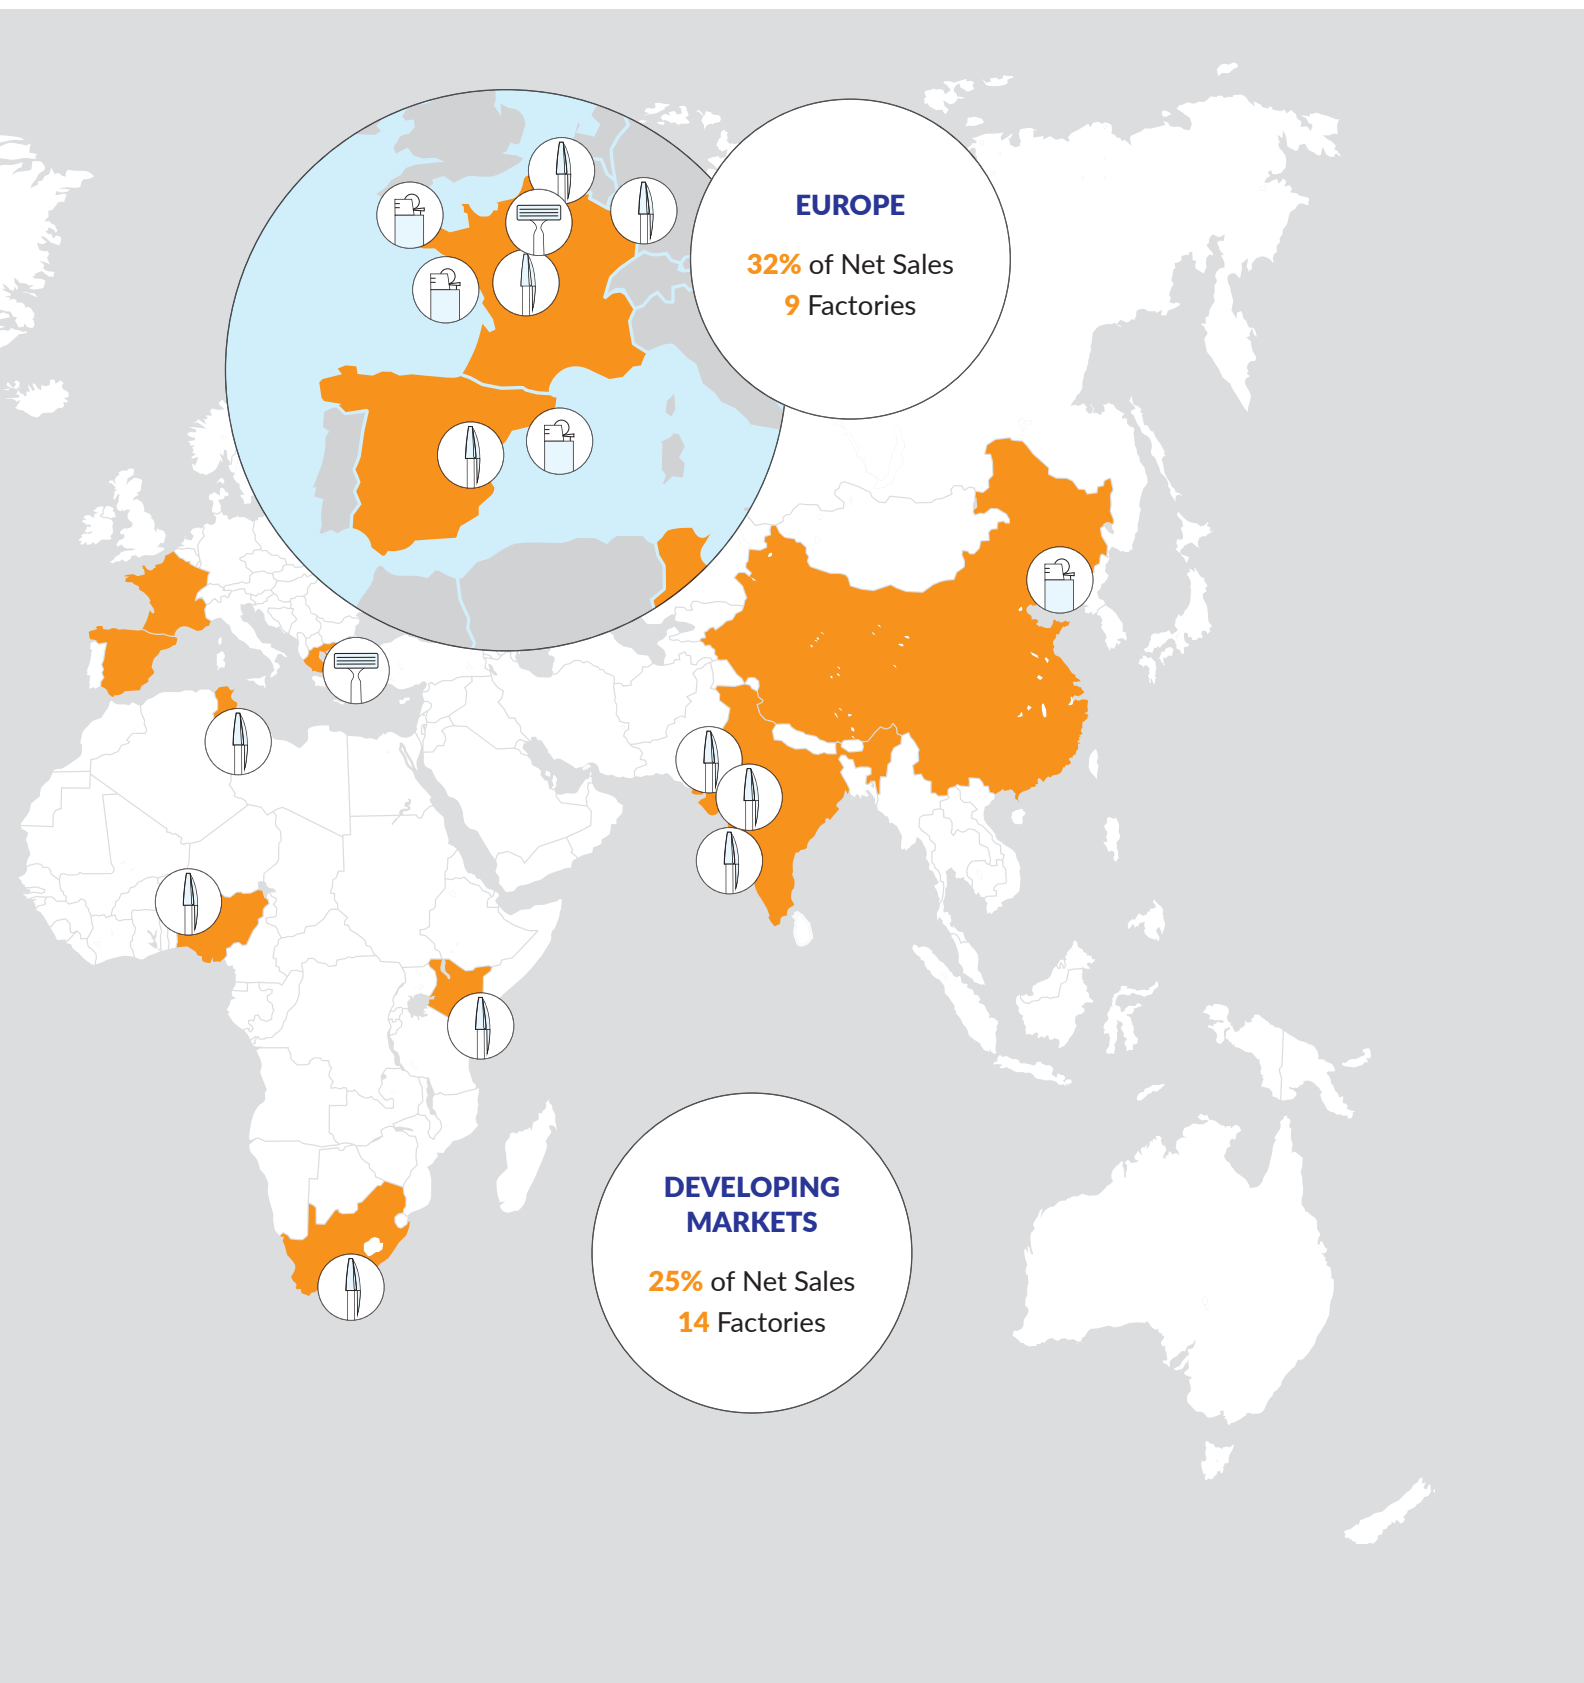 EUROPE
32% of Net Sales
9 Factories
DEVELOPING
MARKETS
25% of Net Sales
14 Factories